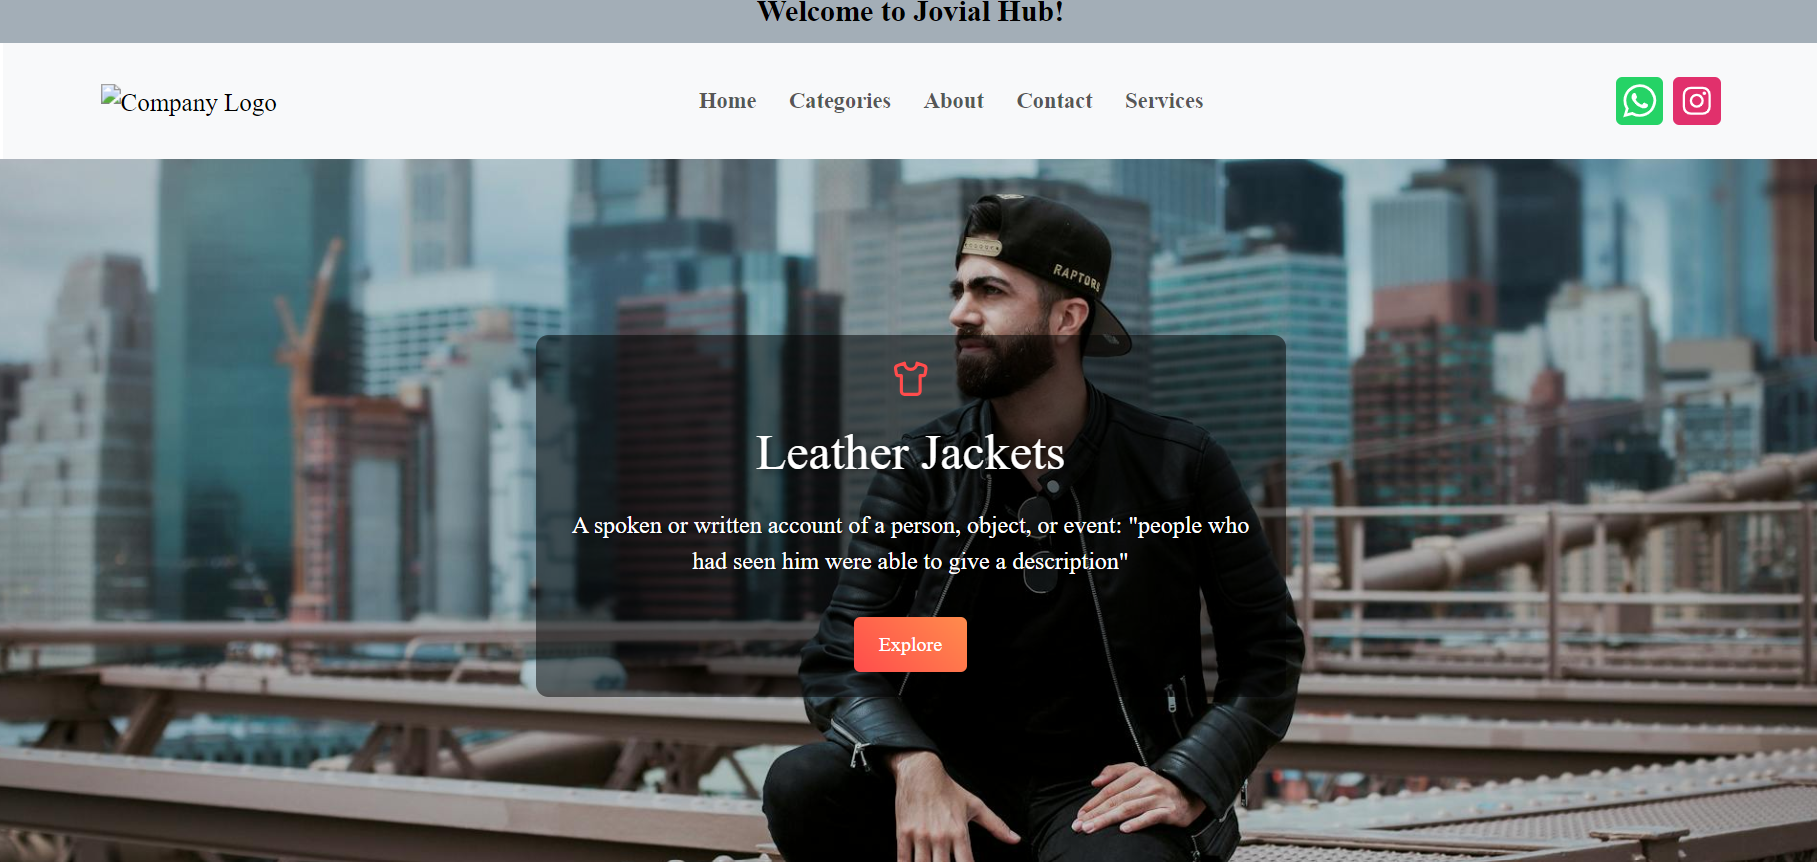 Welcome to Jovial Hub!
Company Logo
Home Categories About Contact Services
RAPTORS
Leather Jackets
A spoken or written account of a person, object, or event: "people who
had seen him were able to give a description"
Explore